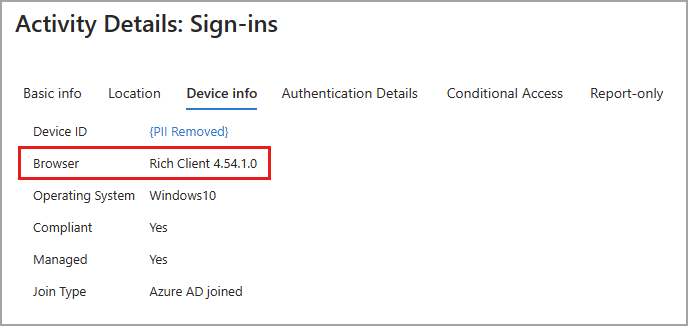 Activity Details: Sign-ins
Basic info Location Device info Authentication Details Conditional Access Report-only
Device ID {PII Removed}
Browser Rich Client 4.54.1.0
Operating System Windows10
Compliant Yes
Managed Yes
Join Type Azure AD joined